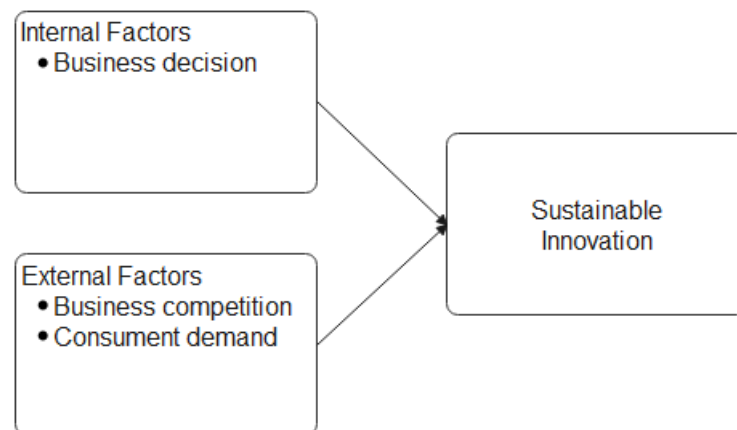 Internal Factors
• Business decision
External Factors
• Business competition
• Consument demand
Sustainable
Innovation